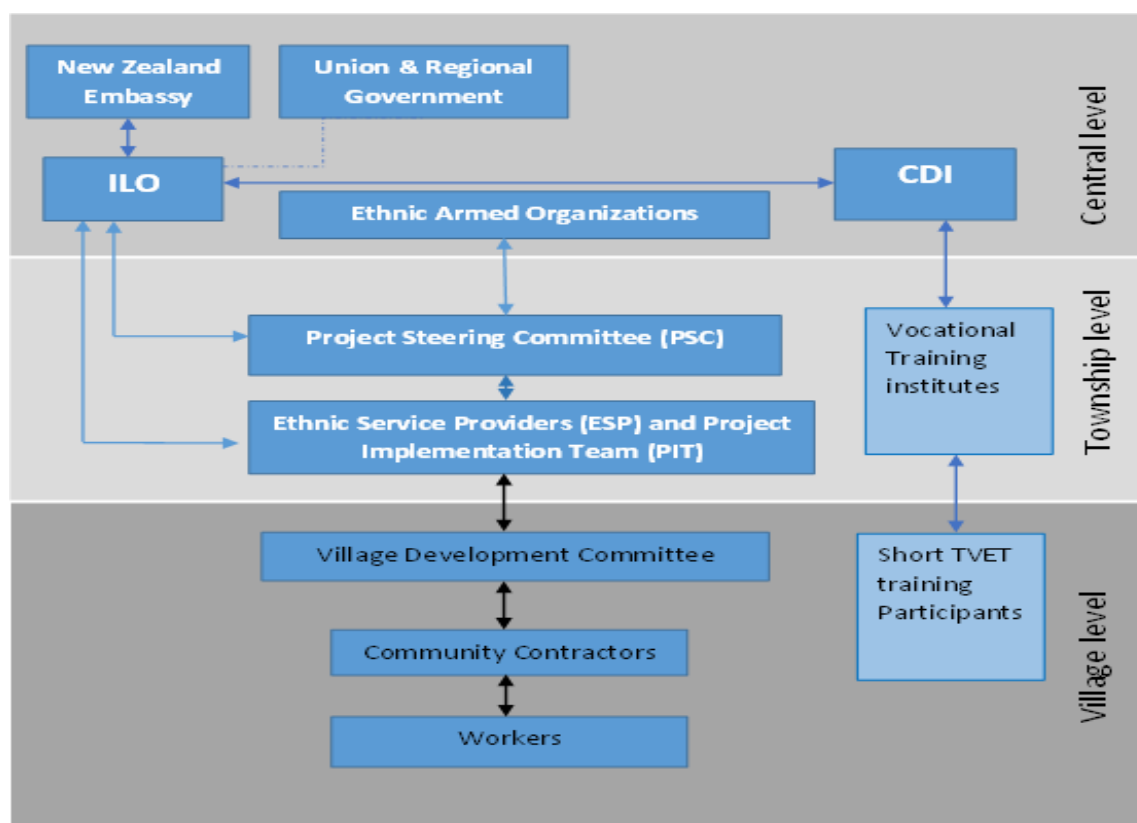 New Zealand
Embassy
Union & Regional
Government
ILO
CDI
Ethnic Armed Organizations
Central level
Project Steering Committee (PSC)
Vocational
Training
institutes
Ethnic Service Providers (ESP) and Project
Implementation Team (PIT)
Township level
Village Development Committee
Short TVET
training
Participants
Community Contractors
Workers
Village level